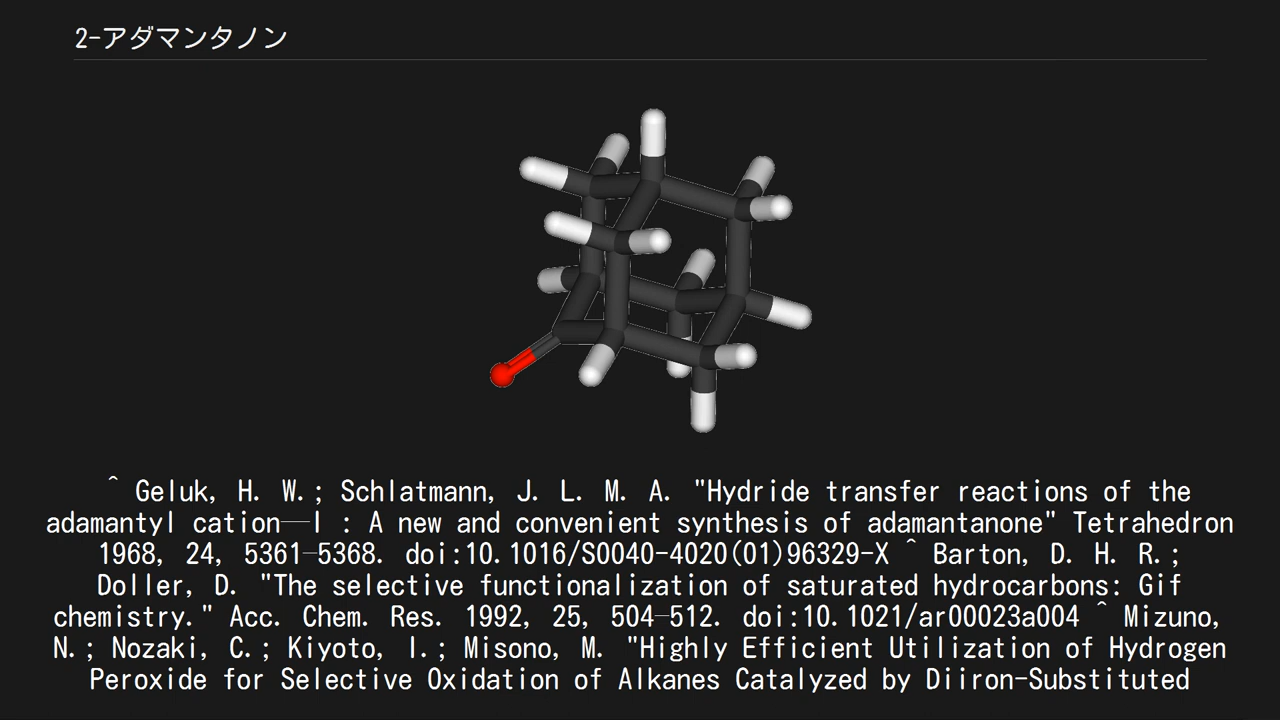 2-アダマンタノン
^ Geluk, H. W.; Schlatmann, J. L. M. A. "Hydride transfer reactions of the
adamantyl cation—I : A new and convenient synthesis of adamantanone" Tetrahedron
1968, 24, 5361–5368. doi:10.1016/S0040-4020(01)96329-X ^ Barton, D. H. R.;
Doller, D. "The selective functionalization of saturated hydrocarbons: Gif
chemistry." Acc. Chem. Res. 1992, 25, 504–512. doi:10.1021/ar00023a004 ^ Mizuno,
N.; Nozaki, C.; Kiyoto, I.; Misono, M. "Highly Efficient Utilization of Hydrogen
Peroxide for Selective Oxidation of Alkanes Catalyzed by Diiron-Substituted